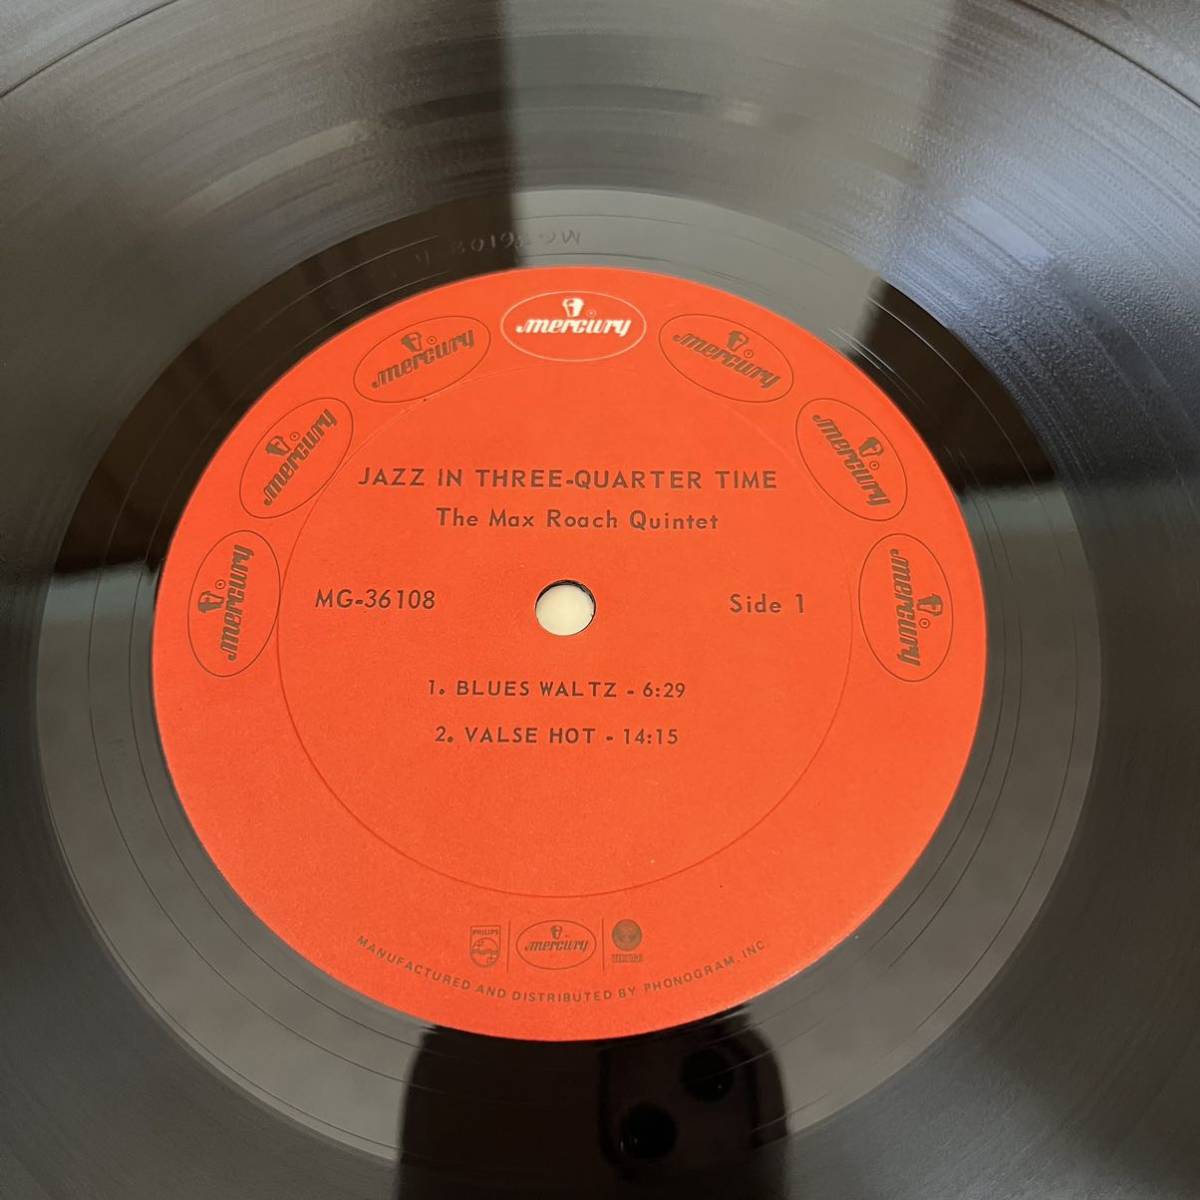 mercury
mercury
mercury
mercury
mercury
mercury
mercury
JAZZ IN THREE-QUARTER TIME
The Max Roach Quintet
MG-36108
Side 1
1. BLUES WALTZ - 6:29
2. VALSE HOT - 14:15
PHILIPS
mercury
MANUFACTURED AND DISTRIBUTED BY PHONOGRAM, INC.